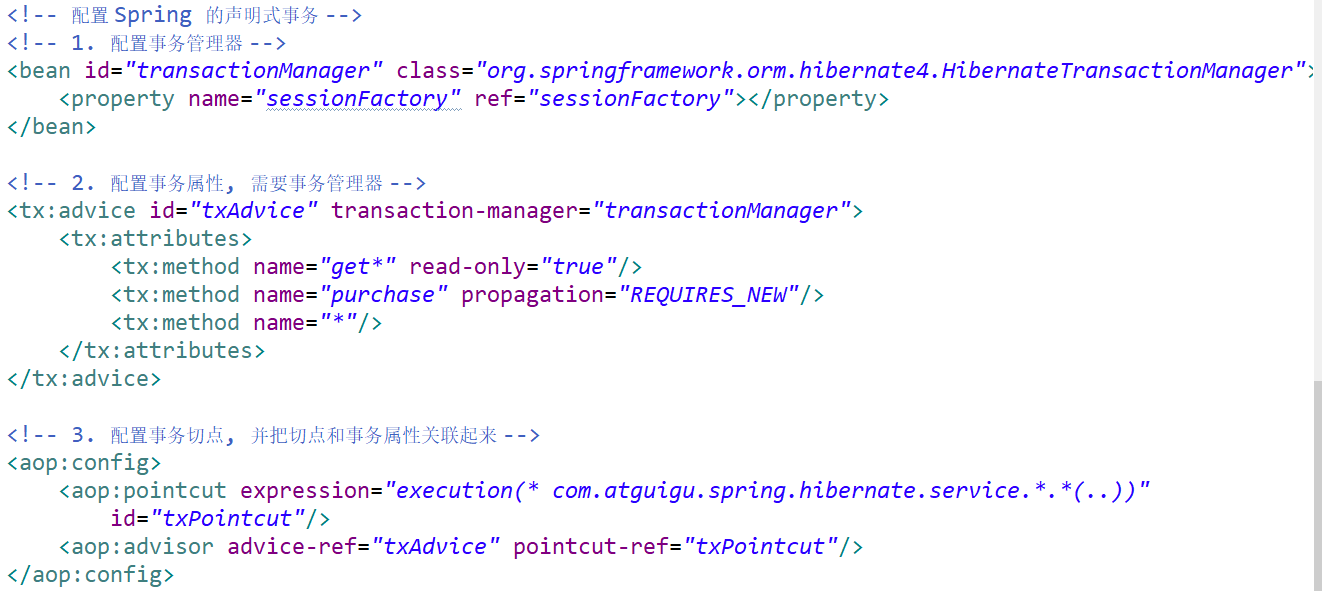 <!-- 配置 Spring 的声明式事务 -->
<!-- 1. 配置事务管理器 -->
<bean id="transactionManager" class="org.springframework.orm.hibernate4.HibernateTransactionManager">
    <property name="sessionFactory" ref="sessionFactory"></property>
</bean>

<!-- 2. 配置事务属性, 需要事务管理器 -->
<tx:advice id="txAdvice" transaction-manager="transactionManager">
    <tx:attributes>
        <tx:method name="get*" read-only="true"/>
        <tx:method name="purchase" propagation="REQUIRES_NEW"/>
        <tx:method name="*"/>
    </tx:attributes>
</tx:advice>

<!-- 3. 配置事务切点, 并把切点和事务属性关联起来 -->
<aop:config>
    <aop:pointcut expression="execution(* com.atguigu.spring.hibernate.service.*.*(..))"
        id="txPointcut"/>
    <aop:advisor advice-ref="txAdvice" pointcut-ref="txPointcut"/>
</aop:config>